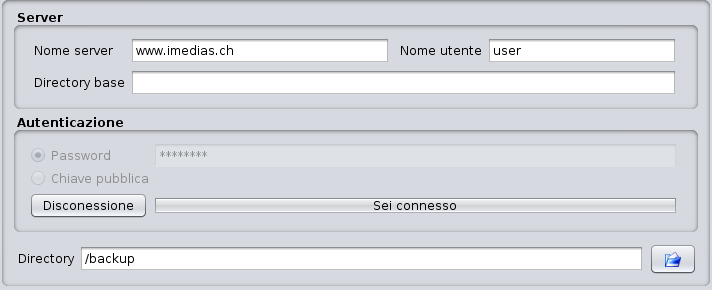 Server
Nome server www.imedias.ch Nome utente user
Directory base
Autenticazione
Password ********
Chiave pubblica
Disconessione Sei connesso
Directory /backup